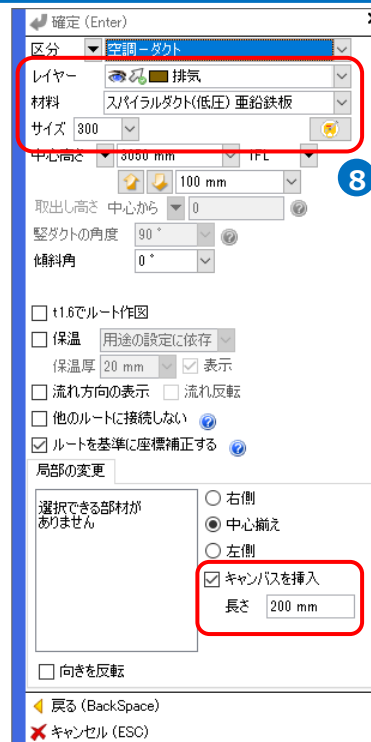 確定 (Enter)
区分 空調－ダクト
レイヤー 排気
材料 スパイラルダクト(低圧) 亜鉛鉄板
サイズ 300
中心高さ 3050 mm 1FL
8
100 mm
取出し高さ 中心から 0
竪ダクトの角度 90 °
傾斜角 0 °
t1.6でルート作図
保温 用途の設定に依存
保温厚 20 mm 表示
流れ方向の表示 流れ反転
他のルートに接続しない
ルートを基準に座標補正する
局部の変更
選択できる部材が
ありません
右側
中心揃え
左側
キャンバスを挿入
長さ 200 mm
向きを反転
戻る (BackSpace)
キャンセル (ESC)